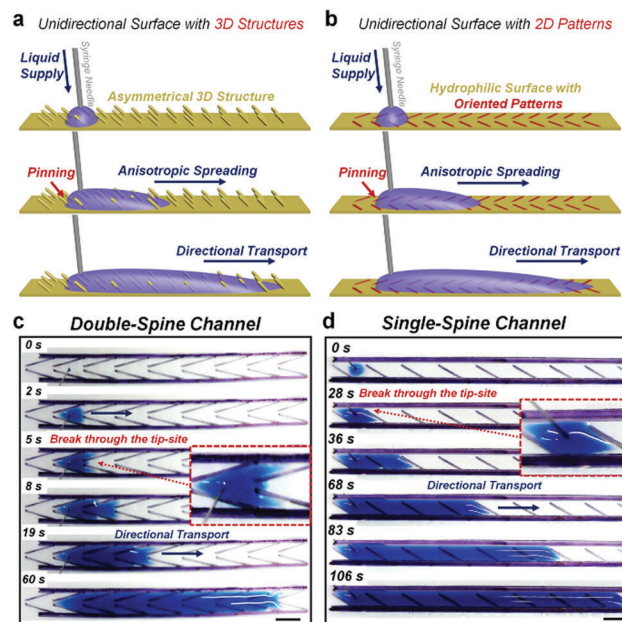 a
Unidirectional Surface with 3D Structures
Liquid
Supply
Syringe Needle
Asymmetrical 3D Structure
Pinning
Anisotropic Spreading
Directional Transport
b
Unidirectional Surface with 2D Patterns
Liquid
Supply
Syringe Needle
Hydrophilic Surface with
Oriented Patterns
Pinning
Anisotropic Spreading
Directional Transport
c
Double-Spine Channel
0 s
2 s
5 s
Break through the tip-site
8 s
Directional Transport
19 s
60 s
d
Single-Spine Channel
0 s
28 s
Break through the tip-site
36 s
68 s
Directional Transport
83 s
106 s